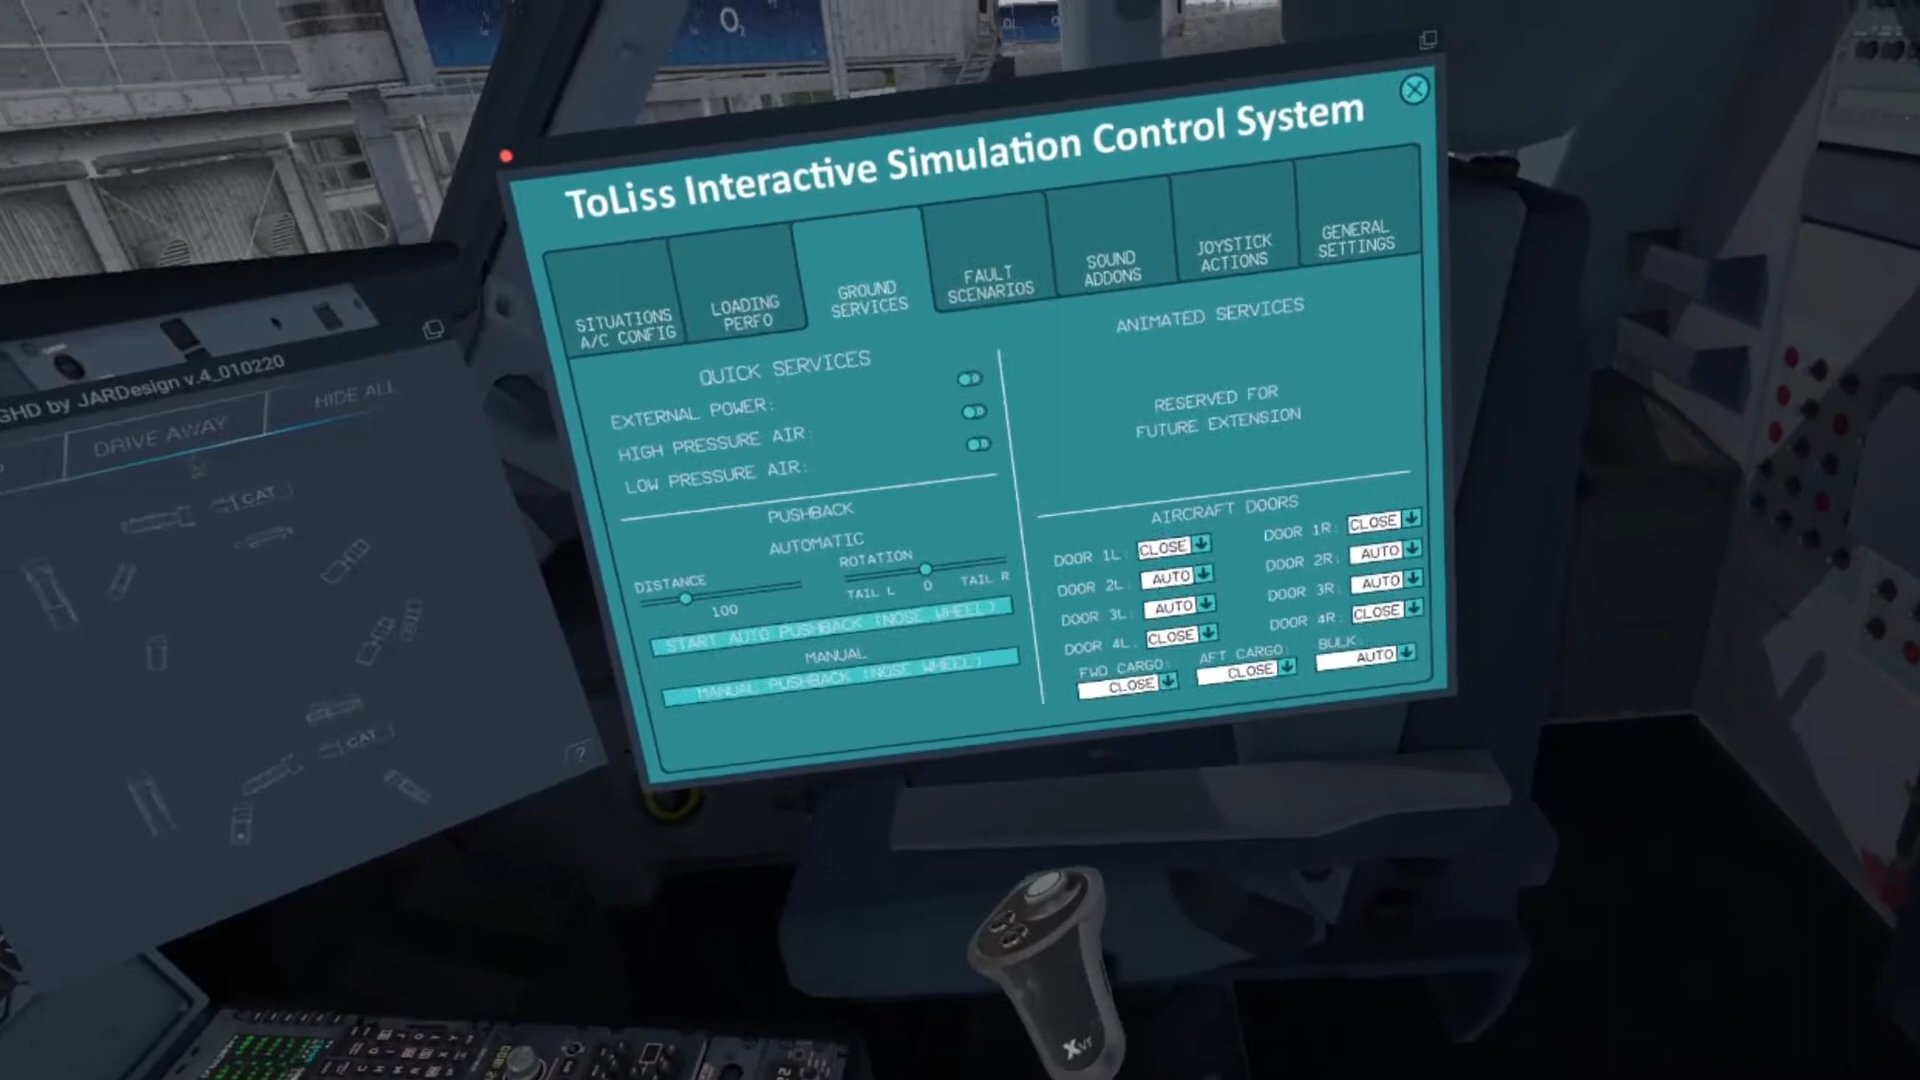 O2
ToLiss Interactive Simulation Control System
SITUATIONS
A/C CONFIG
LOADING
PERFO
GROUND
SERVICES
FAULT
SCENARIOS
SOUND
ADDONS
JOYSTICK
ACTIONS
GENERAL
SETTINGS
QUICK SERVICES
EXTERNAL POWER:
HIGH PRESSURE AIR:
LOW PRESSURE AIR:
PUSHBACK
AUTOMATIC
DISTANCE
100
ROTATION
TAIL L 0 TAIL R
START AUTO PUSHBACK (NOSE WHEEL)
MANUAL
MANUAL PUSHBACK (NOSE WHEEL)
ANIMATED SERVICES
RESERVED FOR
FUTURE EXTENSION
AIRCRAFT DOORS
DOOR 1L: CLOSE
DOOR 1R: CLOSE
DOOR 2L: AUTO
DOOR 2R: AUTO
DOOR 3L: AUTO
DOOR 3R: AUTO
DOOR 4L: CLOSE
DOOR 4R: CLOSE
FWD CARGO: CLOSE
AFT CARGO: CLOSE
BULK: AUTO
GHD by JARDesign v.4_010220
DRIVE AWAY
HIDE ALL
CAT
CAT
?
XVR